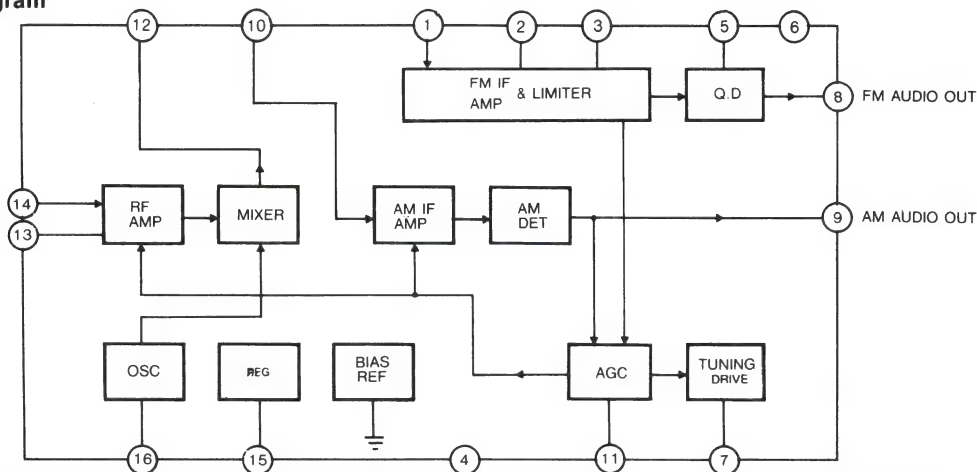 gram
12 10 1 2 3 5 6
FM IF
AMP & LIMITER
Q.D
8 FM AUDIO OUT
14
13
RF
AMP
MIXER
AM IF
AMP
AM
DET
9 AM AUDIO OUT
OSC
REG
BIAS
REF
AGC
TUNING
DRIVE
16 15 4 11 7